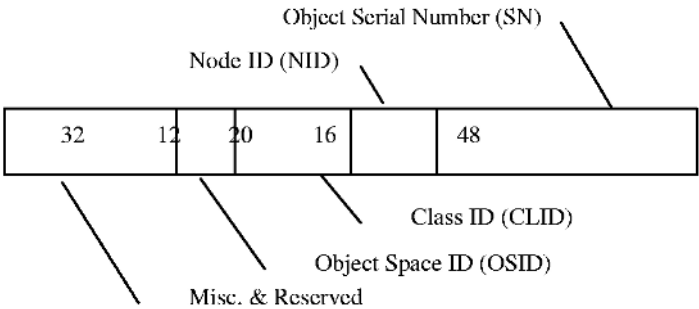 Object Serial Number (SN)
Node ID (NID)
32 12 20 16 48
Class ID (CLID)
Object Space ID (OSID)
Misc. & Reserved